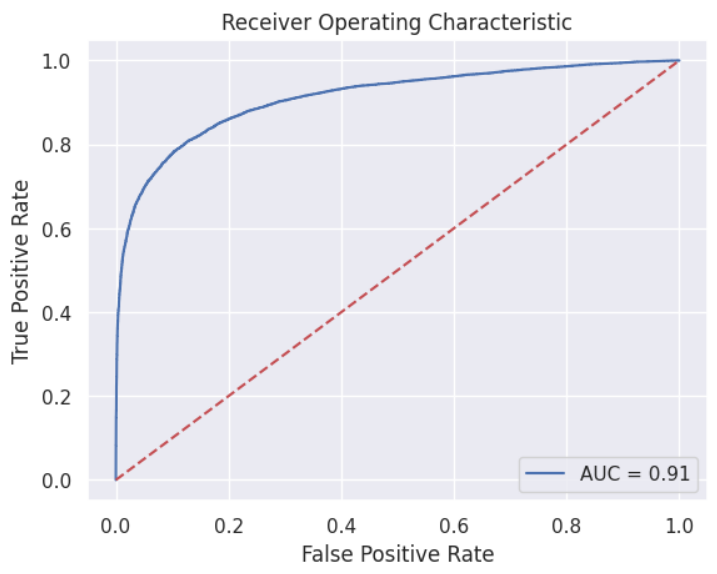 Receiver Operating Characteristic
1.0
0.8
0.6
0.4
0.2
0.0
True Positive Rate
AUC = 0.91
0.0 0.2 0.4 0.6 0.8 1.0
False Positive Rate